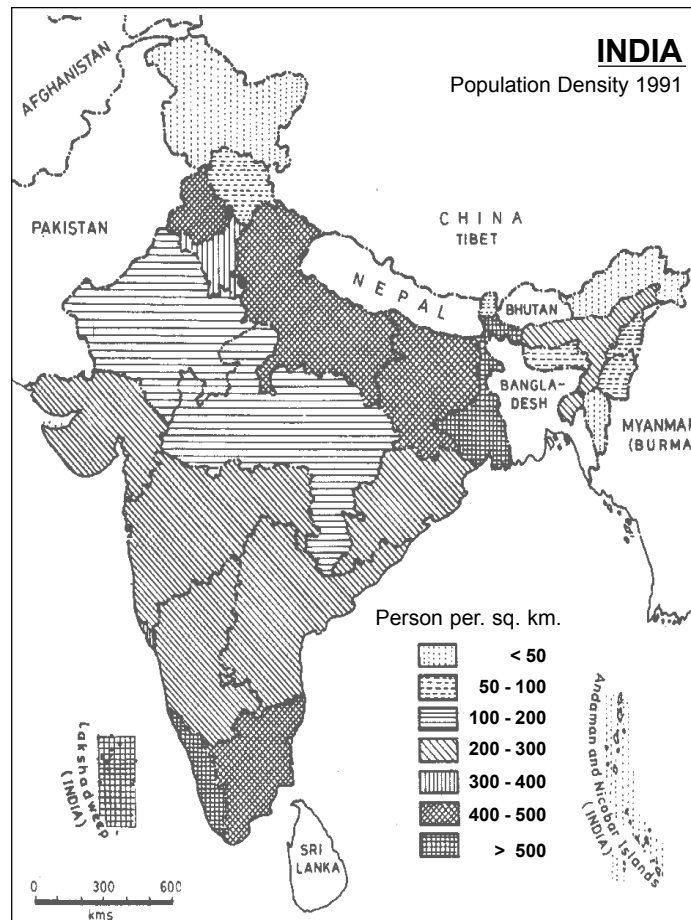 INDIA
Population Density 1991
AFGHANISTAN
PAKISTAN
CHINA
TIBET
NEPAL
BHUTAN
BANGLA-
DESH
MYANMAR
(BURMA
Person per. sq. km.
< 50
50 - 100
100 - 200
200 - 300
300 - 400
400 - 500
> 500
Lakshadweep
(INDIA)
Andaman and Nicobar Islands
(INDIA)
SRI
LANKA
0 300 600
kms